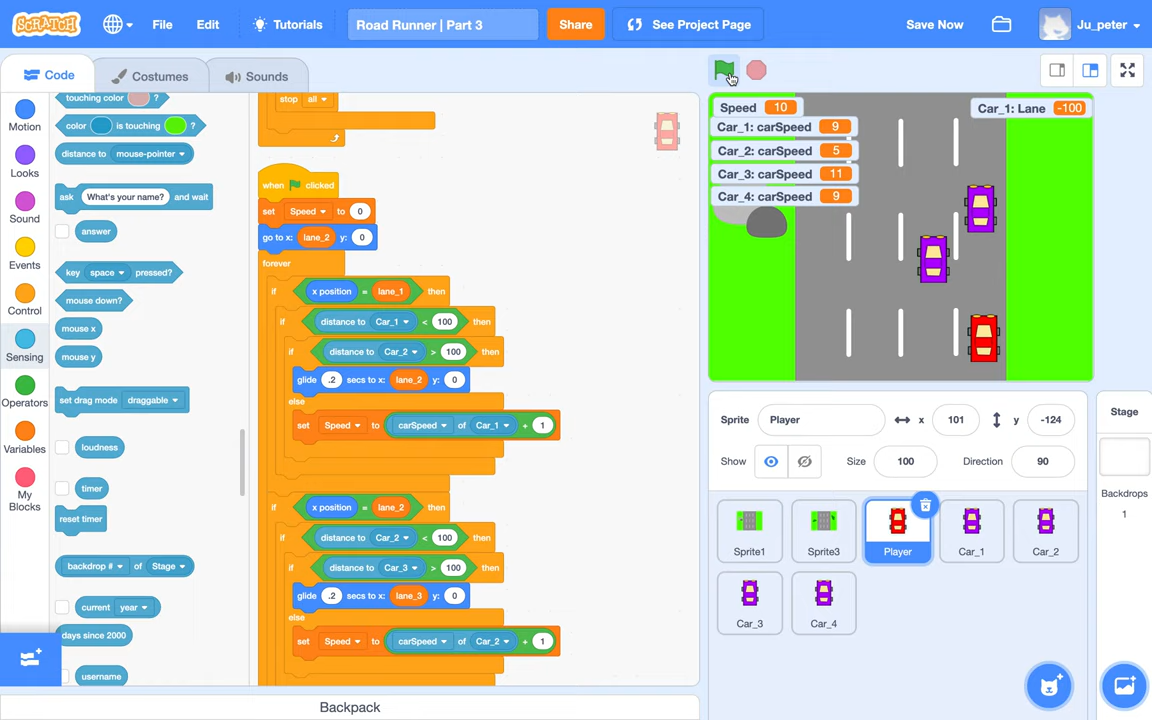 SCRATCH
File
Edit
Tutorials
Road Runner | Part 3
Share
See Project Page
Save Now
Ju_peter
Code
Costumes
Sounds
Motion
Looks
Sound
Events
Control
Sensing
Operators
Variables
My
Blocks
touching color ?
color is touching ?
distance to mouse-pointer
ask What's your name? and wait
answer
key space pressed?
mouse down?
mouse x
mouse y
set drag mode draggable
loudness
timer
reset timer
backdrop # of Stage
current year
days since 2000
username
stop all
when clicked
set Speed to 0
go to x: lane_2 y: 0
forever
if x position = lane_1 then
if distance to Car_1 < 100 then
if distance to Car_2 > 100 then
glide .2 secs to x: lane_2 y: 0
else
set Speed to carSpeed of Car_1 + 1
if x position = lane_2 then
if distance to Car_2 < 100 then
if distance to Car_3 > 100 then
glide .2 secs to x: lane_3 y: 0
else
set Speed to carSpeed of Car_2 + 1
Speed 10
Car_1: carSpeed 9
Car_2: carSpeed 5
Car_3: carSpeed 11
Car_4: carSpeed 9
Car_1: Lane -100
Sprite Player x 101 y -124
Show Size 100 Direction 90
Sprite1
Sprite3
Player
Car_1
Car_2
Car_3
Car_4
Stage
Backdrops
1
Backpack